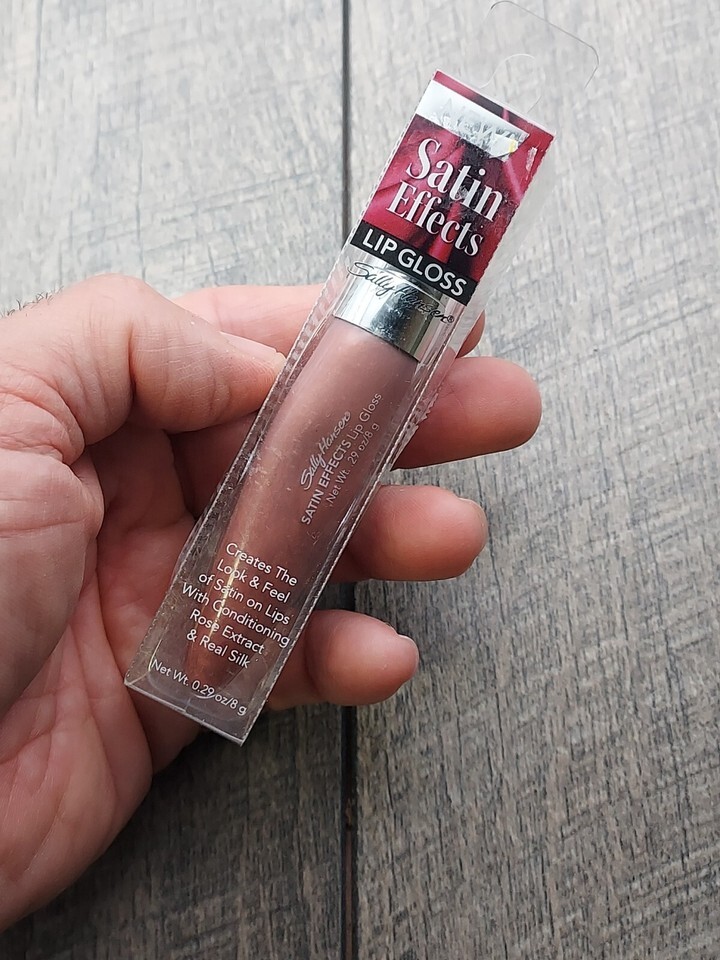 Satin
Effects
LIP GLOSS
Sally Hansen®
Sally Hansen®
SATIN EFFECTS Lip Gloss
Net Wt. .29 oz/8 g
Creates The
Look & Feel
of Satin on Lips
With Conditioning
Rose Extract
& Real Silk
Net Wt. 0.29 oz/8 g